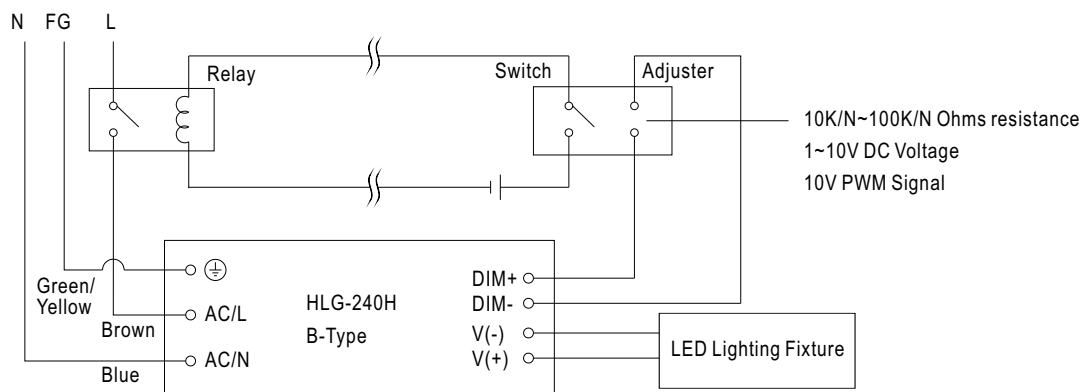 N FG L
Relay
Switch
Adjuster
10K/N~100K/N Ohms resistance
1~10V DC Voltage
10V PWM Signal
Green/
Yellow
Brown
Blue
AC/L
AC/N
HLG-240H
B-Type
DIM+
DIM-
V(-)
V(+)
LED Lighting Fixture